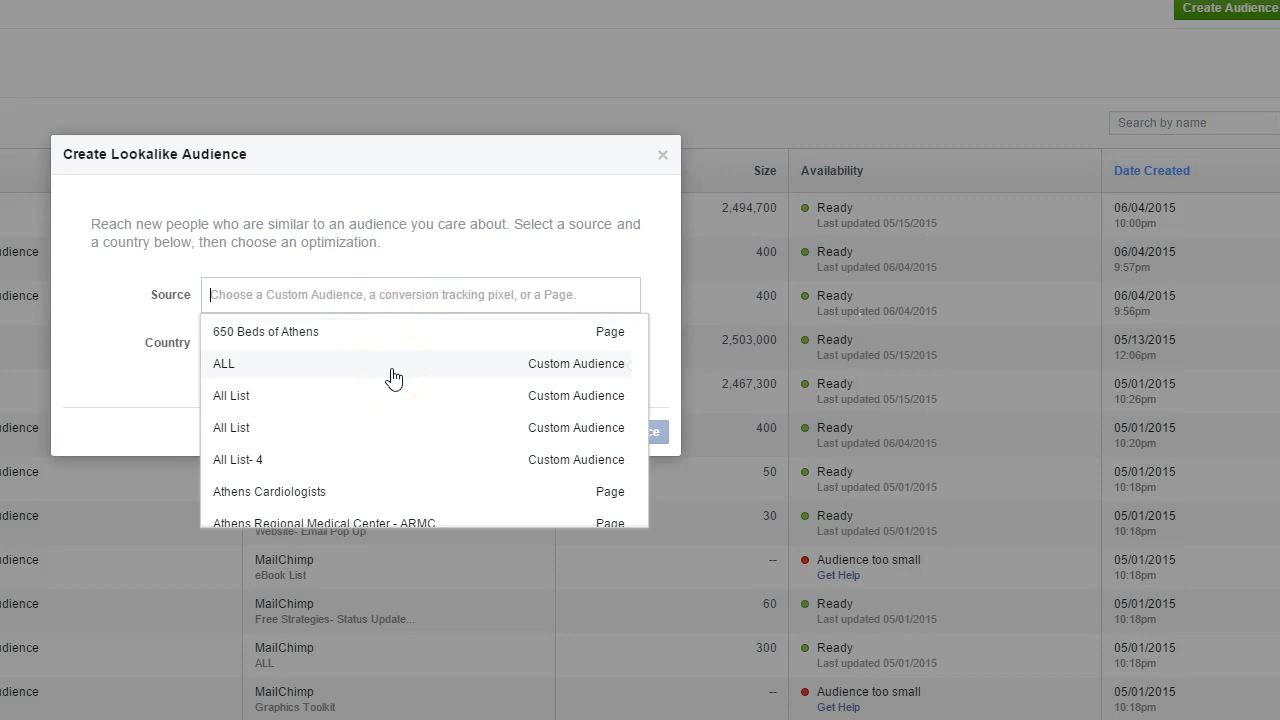 Create Audience
Search by name
Create Lookalike Audience
×
Reach new people who are similar to an audience you care about. Select a source and
a country below, then choose an optimization.
Source
Choose a Custom Audience, a conversion tracking pixel, or a Page.
Country
650 Beds of Athens Page
ALL Custom Audience
All List Custom Audience
All List Custom Audience
All List- 4 Custom Audience
Athens Cardiologists Page
Athens Regional Medical Center - ARMC Page
ce
Size Availability Date Created
2,494,700 Ready 06/04/2015
Last updated 05/15/2015 10:00pm
udience 400 Ready 06/04/2015
Last updated 06/04/2015 9:57pm
udience 400 Ready 06/04/2015
Last updated 06/04/2015 9:56pm
2,503,000 Ready 05/13/2015
Last updated 05/15/2015 12:06pm
2,467,300 Ready 05/01/2015
Last updated 05/15/2015 10:26pm
udience 400 Ready 05/01/2015
Last updated 06/04/2015 10:20pm
udience 50 Ready 05/01/2015
Last updated 05/01/2015 10:18pm
udience 30 Ready 05/01/2015
Website- Email Pop Up Last updated 05/01/2015 10:18pm
udience MailChimp -- Audience too small 05/01/2015
eBook List Get Help 10:18pm
udience MailChimp 60 Ready 05/01/2015
Free Strategies- Status Update... Last updated 05/01/2015 10:18pm
udience MailChimp 300 Ready 05/01/2015
ALL Last updated 05/01/2015 10:18pm
udience MailChimp -- Audience too small 05/01/2015
Graphics Toolkit Get Help 10:18pm